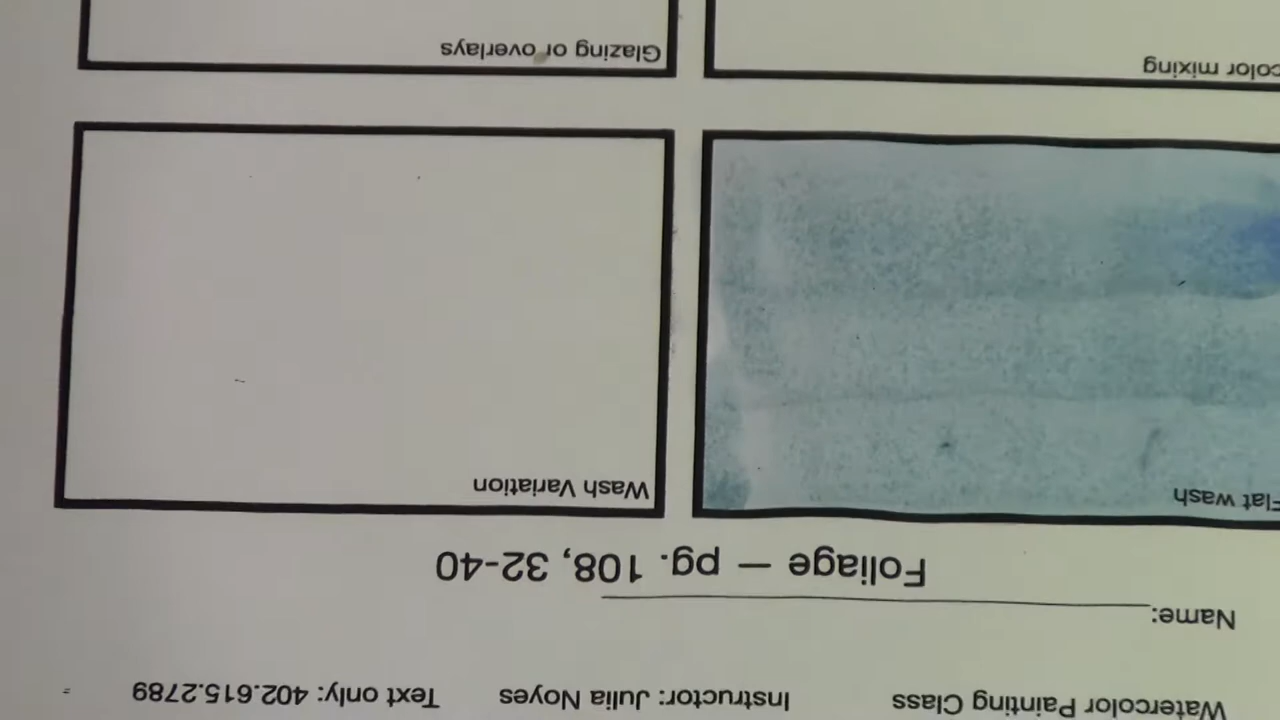 Watercolor Painting Class Instructor: Julia Noyes Text only: 402.615.2789
Name:
Foliage — pg. 108, 32-40
Flat wash
Wash Variation
color mixing
Glazing or overlays